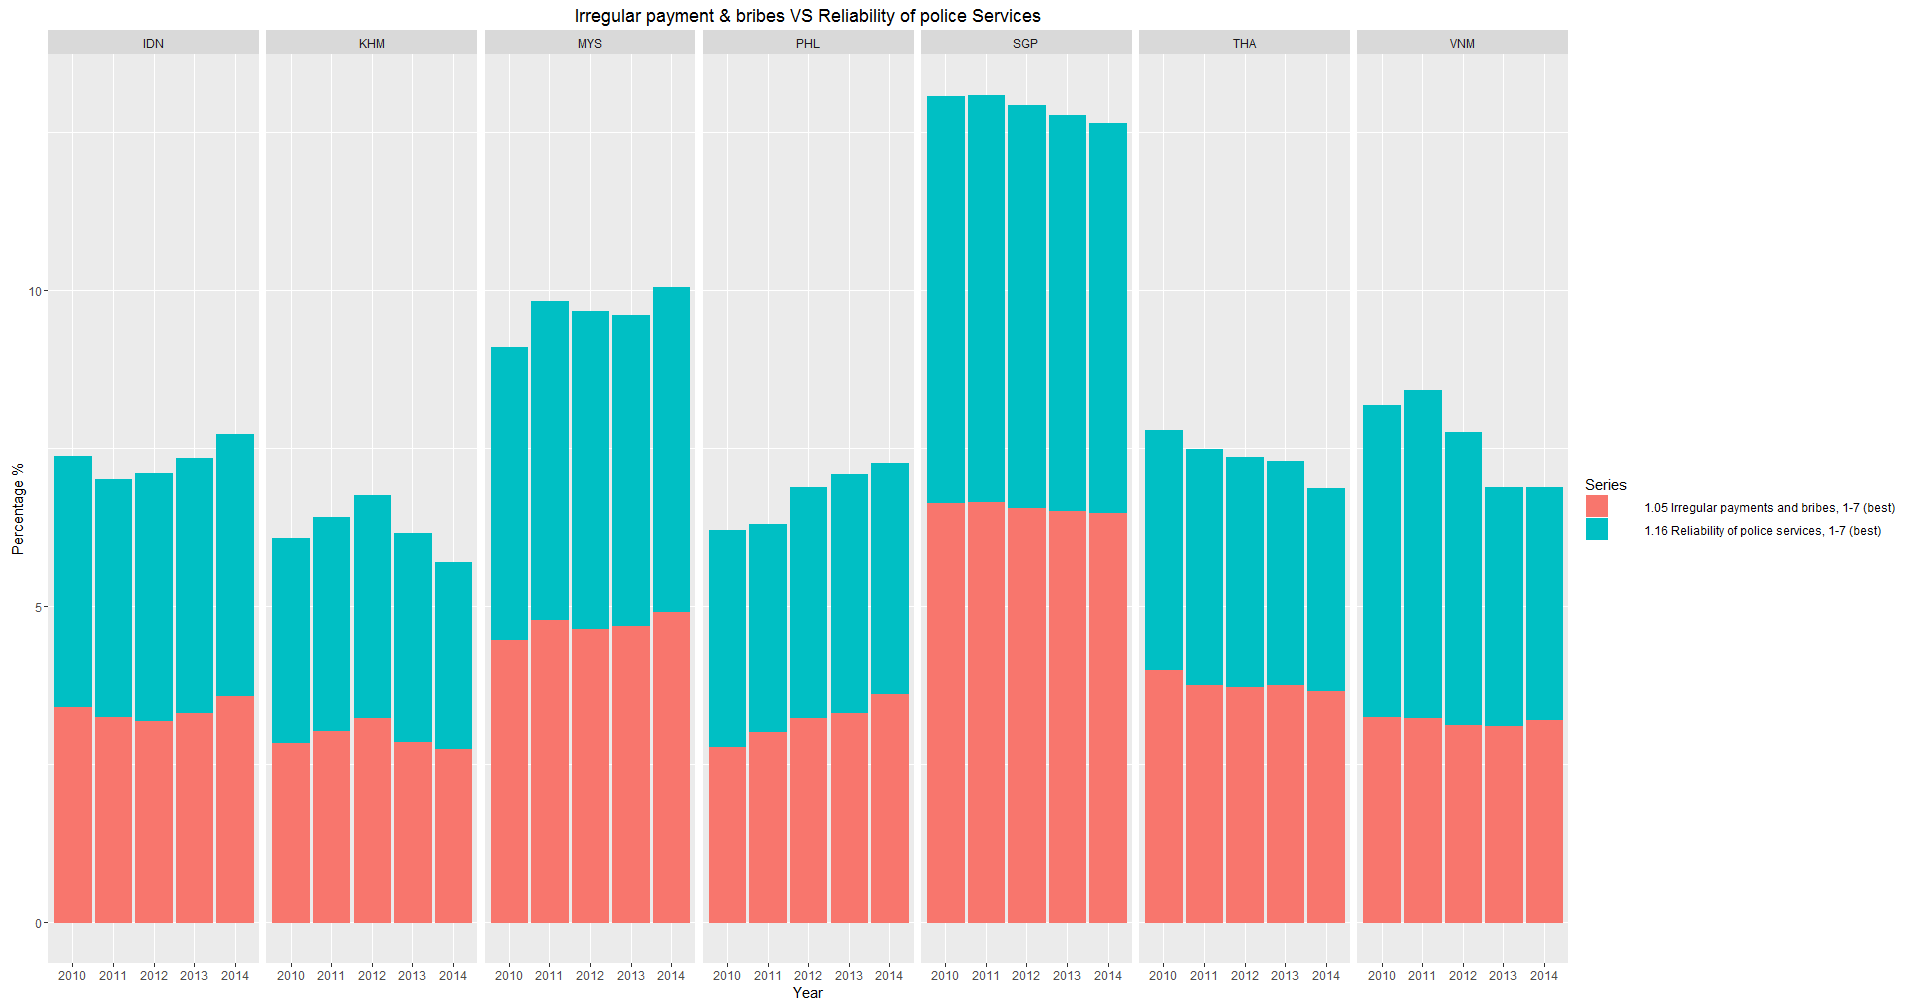 Irregular payment & bribes VS Reliability of police Services
IDN KHM MYS PHL SGP THA VNM
10
5
0
Percentage %
2010 2011 2012 2013 2014 2010 2011 2012 2013 2014 2010 2011 2012 2013 2014 2010 2011 2012 2013 2014 2010 2011 2012 2013 2014 2010 2011 2012 2013 2014 2010 2011 2012 2013 2014
Year
Series
1.05 Irregular payments and bribes, 1-7 (best)
1.16 Reliability of police services, 1-7 (best)